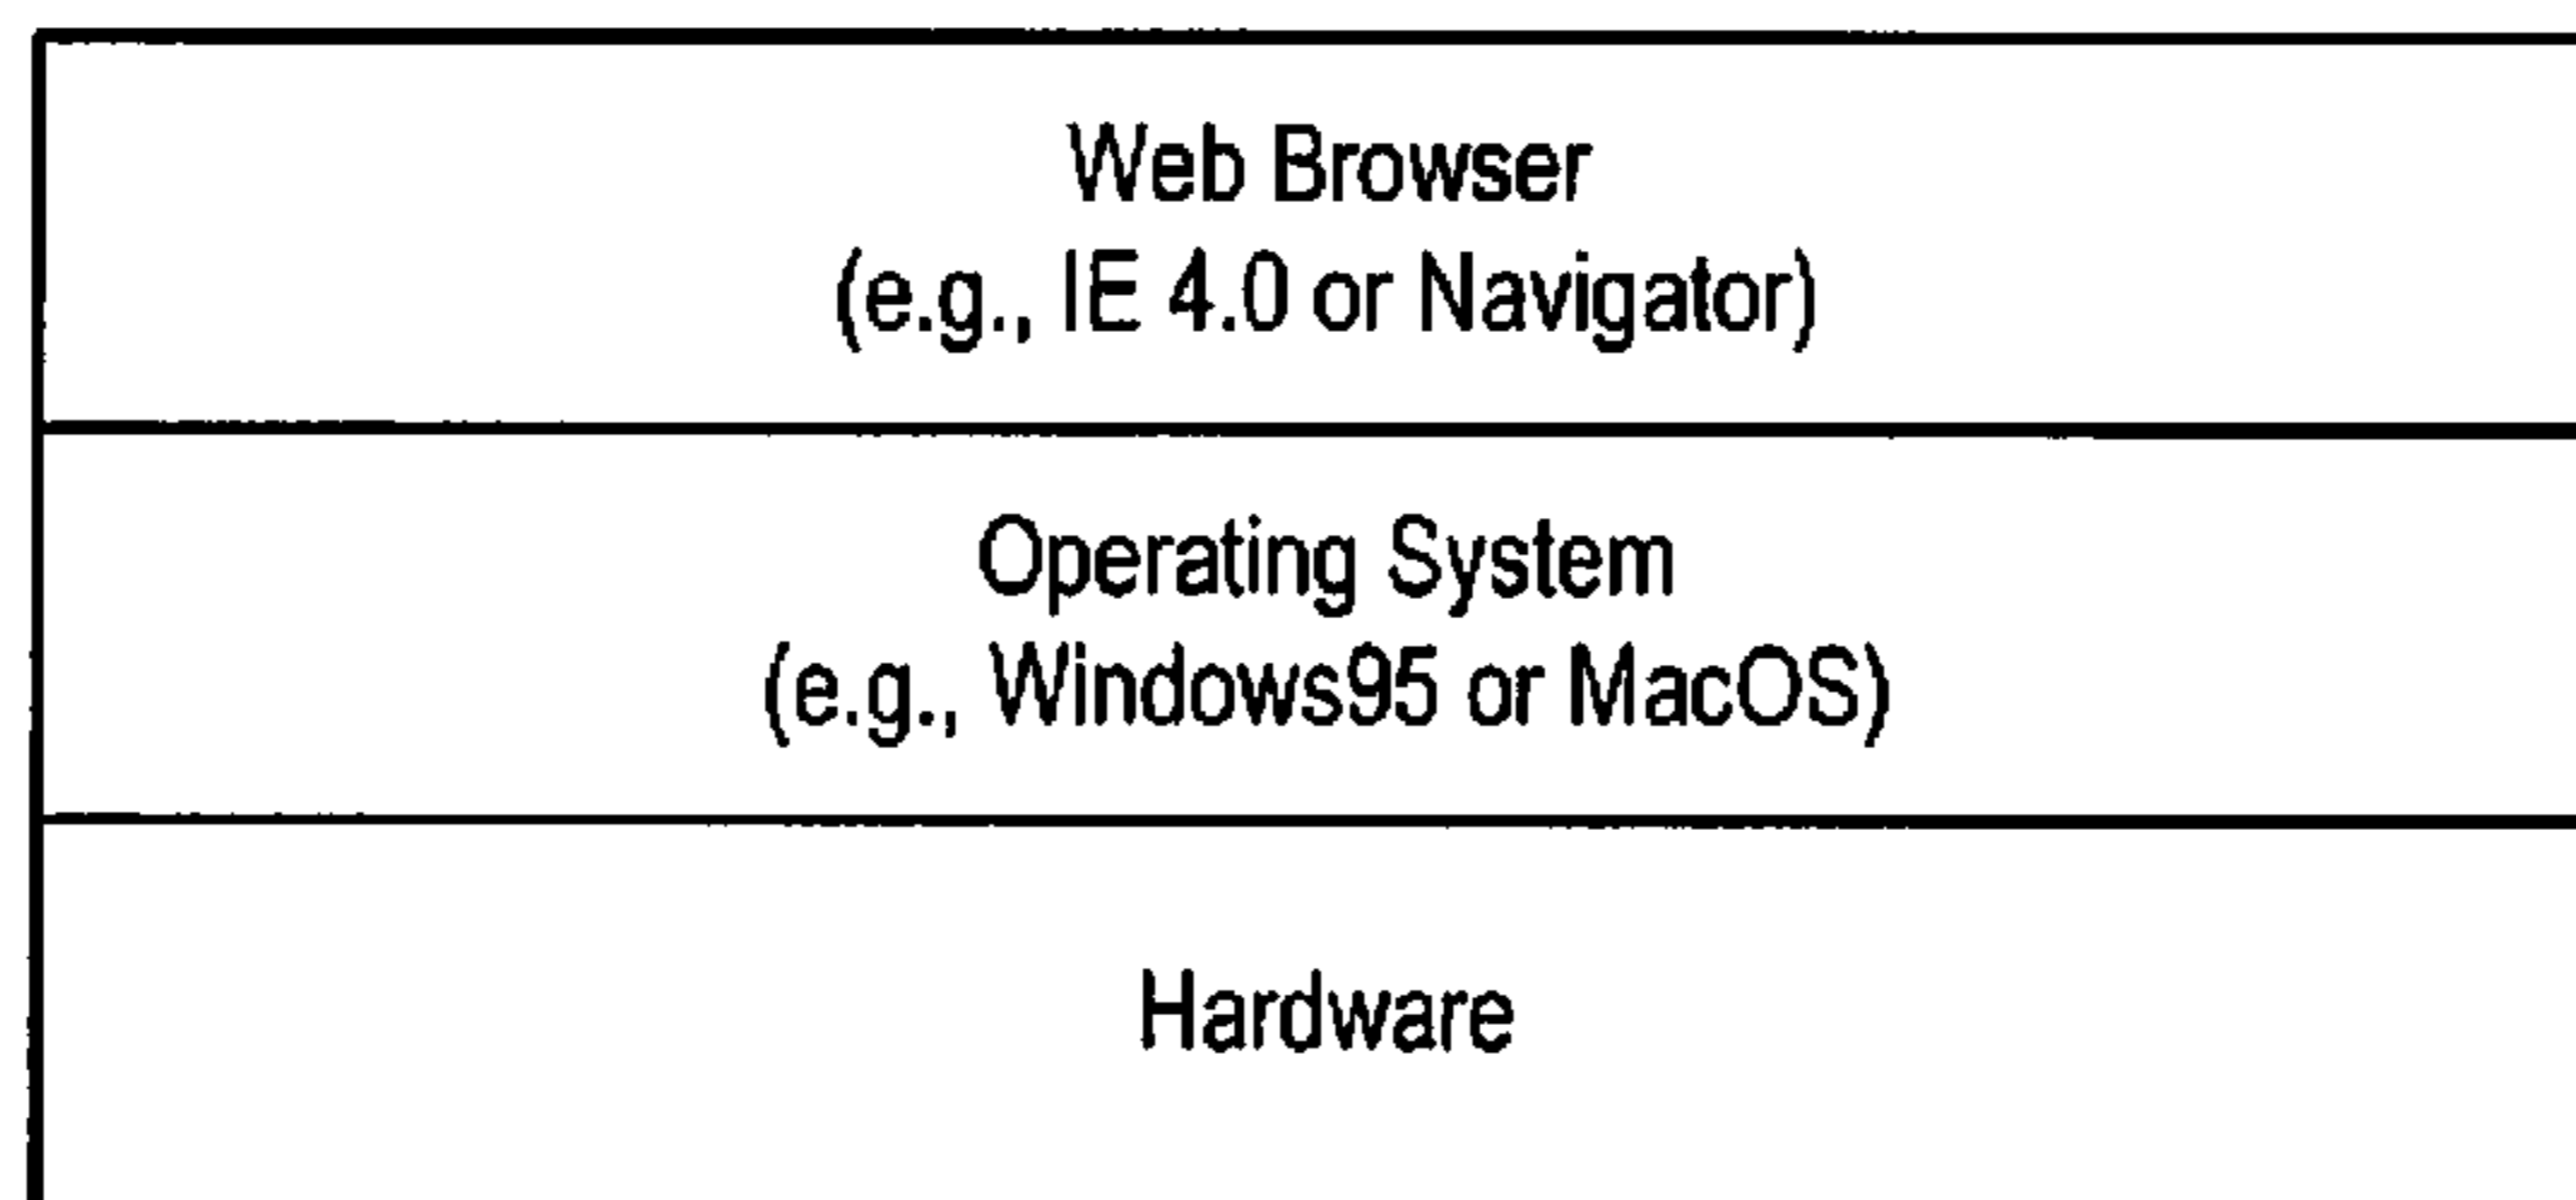 Web Browser
(e.g., IE 4.0 or Navigator)
Operating System
(e.g., Windows95 or MacOS)
Hardware